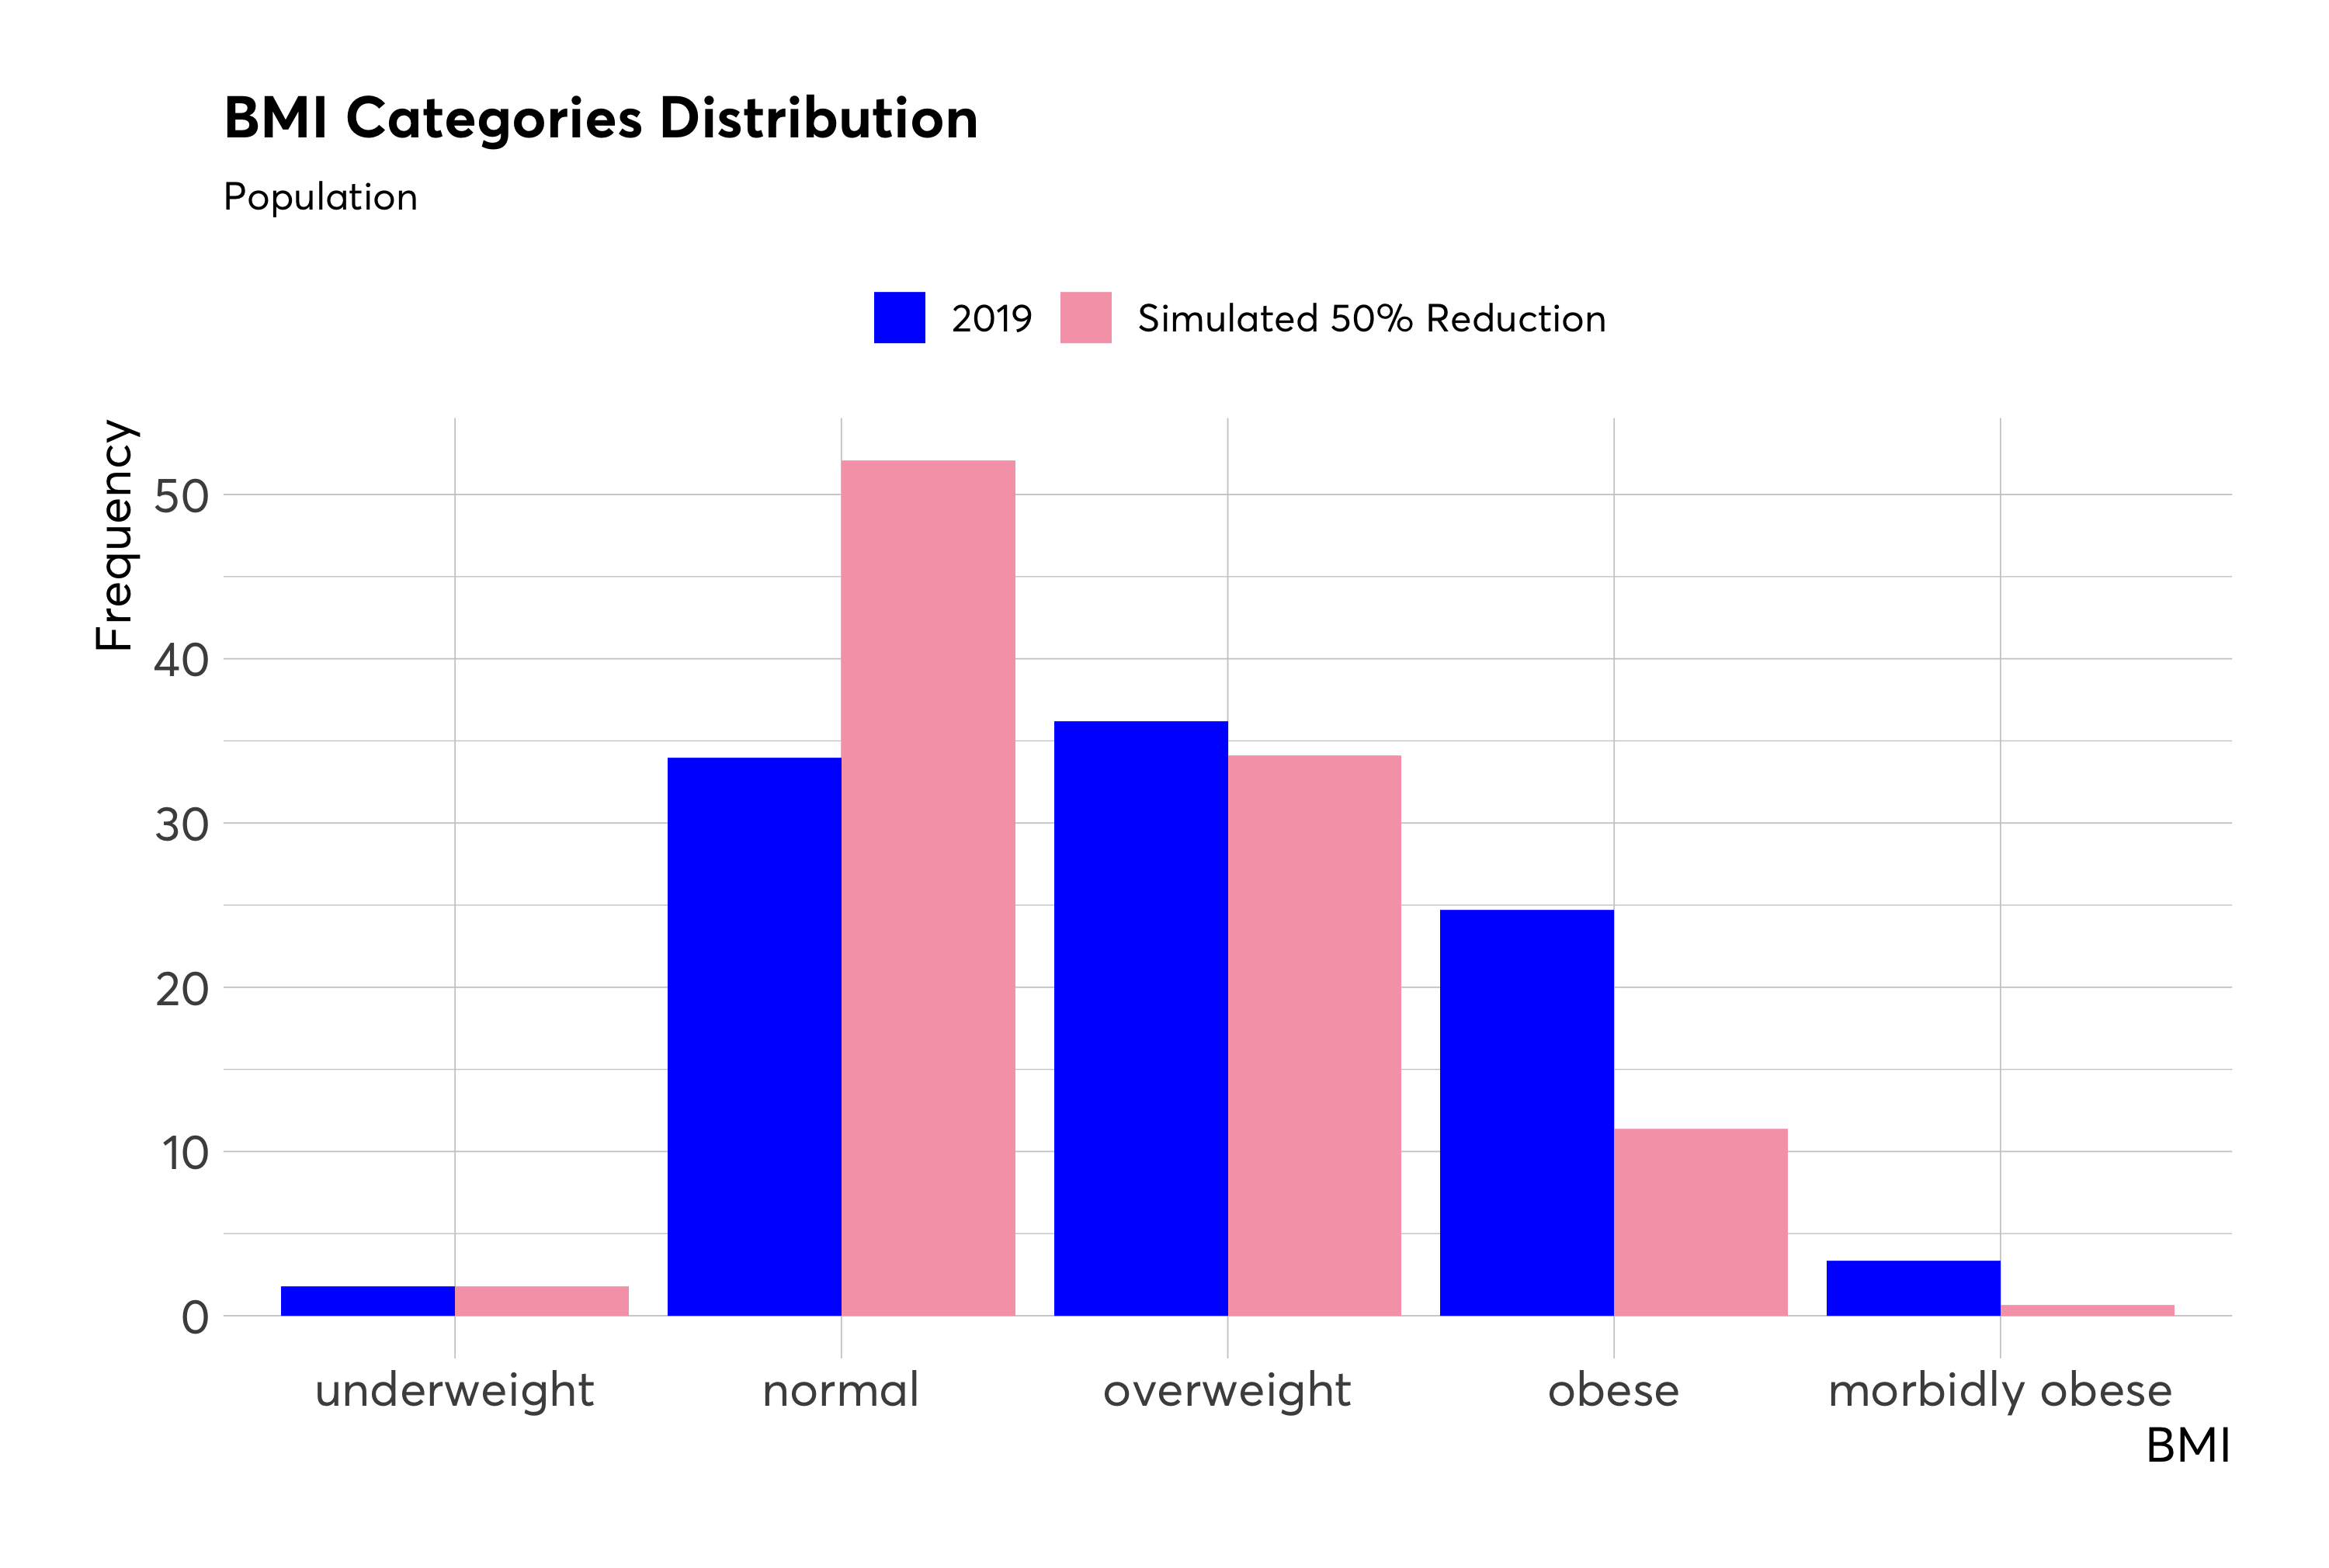 BMI Categories Distribution
Population
2019 Simulated 50% Reduction
Frequency
50
40
30
20
10
0
underweight normal overweight obese morbidly obese
BMI